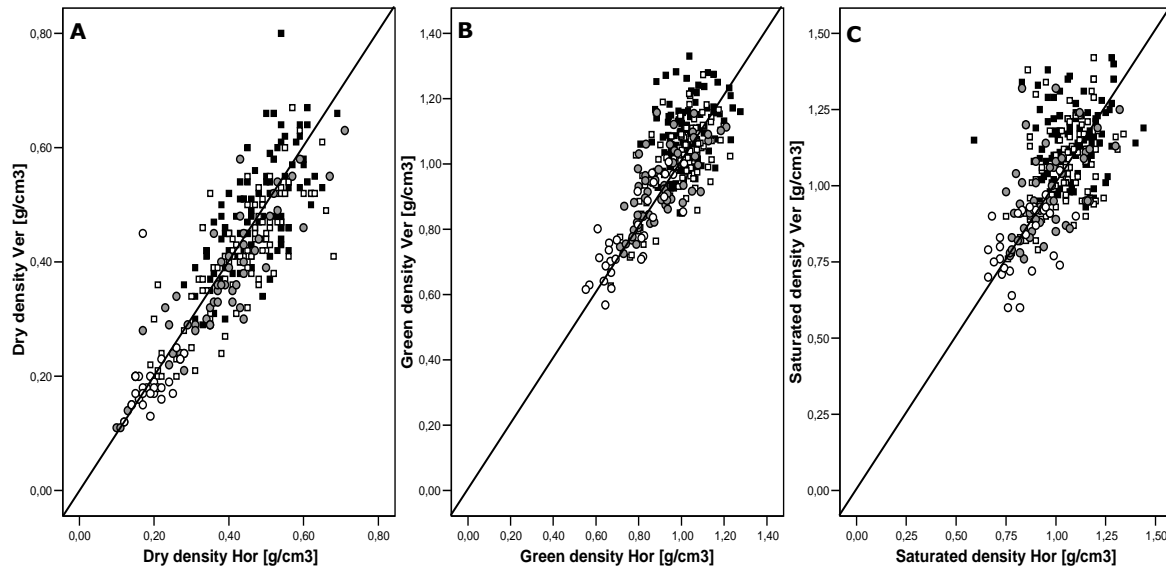 A
0,80
0,60
0,40
0,20
0,00
0,00 0,20 0,40 0,60 0,80
Dry density Ver [g/cm3]
Dry density Hor [g/cm3]
B
1,40
1,20
1,00
0,80
0,60
0,40
0,20
0,00
0,00 0,20 0,40 0,60 0,80 1,00 1,20 1,40
Green density Ver [g/cm3]
Green density Hor [g/cm3]
C
1,50
1,25
1,00
0,75
0,50
0,25
0,00
0,00 0,25 0,50 0,75 1,00 1,25 1,50
Saturated density Ver [g/cm3]
Saturated density Hor [g/cm3]